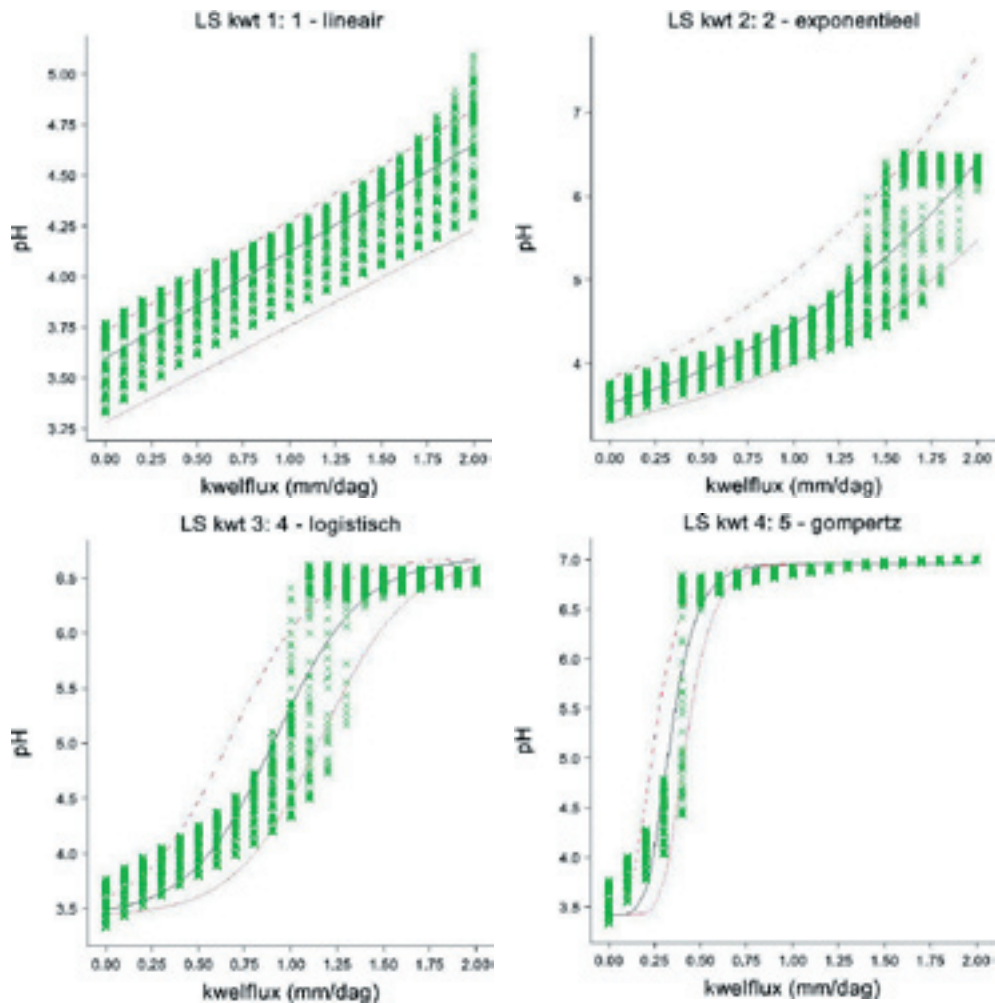 LS kwt 1: 1 - lineair
pH
5.00
4.75
4.50
4.25
4.00
3.75
3.50
3.25
0.00 0.25 0.50 0.75 1.00 1.25 1.50 1.75 2.00
kwelflux (mm/dag)
LS kwt 2: 2 - exponentieel
pH
7
6
5
4
0.00 0.25 0.50 0.75 1.00 1.25 1.50 1.75 2.00
kwelflux (mm/dag)
LS kwt 3: 4 - logistisch
pH
6.5
6.0
5.5
5.0
4.5
4.0
3.5
0.00 0.25 0.50 0.75 1.00 1.25 1.50 1.75 2.00
kwelflux (mm/dag)
LS kwt 4: 5 - gompertz
pH
7.0
6.5
6.0
5.5
5.0
4.5
4.0
3.5
0.00 0.25 0.50 0.75 1.00 1.25 1.50 1.75 2.00
kwelflux (mm/dag)